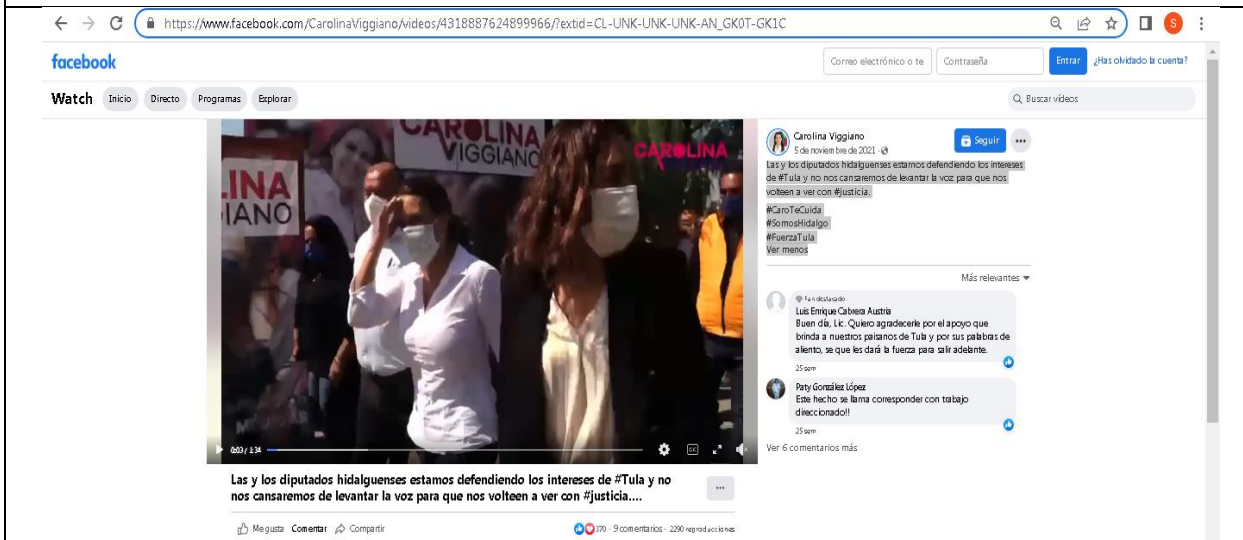 https://www.facebook.com/CarolinaViggiano/videos/4318887624899966/?extid=CL-UNK-UNK-UNK-AN_GK0T-GK1C
S
facebook
Correo electrónico o te
Contraseña
Entrar
¿Has olvidado la cuenta?
Watch
Inicio
Directo
Programas
Explorar
Buscar vídeos
CAROLINA
VIGGIANO
CAROLINA
INA
IANO
0:03 / 1:34
Carolina Viggiano
5 de noviembre de 2021
Seguir
Las y los diputados hidalguenses estamos defendiendo los intereses
de #Tula y no nos cansaremos de levantar la voz para que nos
volteen a ver con #justicia.
#CaroTeCuida
#SomosHidalgo
#FuerzaTula
Ver menos
Más relevantes
Fan destacado
Luis Enrique Cabrera Austria
Buen día, Lic. Quiero agradecerle por el apoyo que
brinda a nuestros paisanos de Tula y por sus palabras de
aliento, se que les dará la fuerza para salir adelante.
25 sem
Paty González López
Este hecho se llama corresponder con trabajo
direccionado!!
25 sem
Ver 6 comentarios más
Las y los diputados hidalguenses estamos defendiendo los intereses de #Tula y no
nos cansaremos de levantar la voz para que nos volteen a ver con #justicia....
Me gusta
Comentar
Compartir
370 · 9 comentarios · 2290 reproducciones